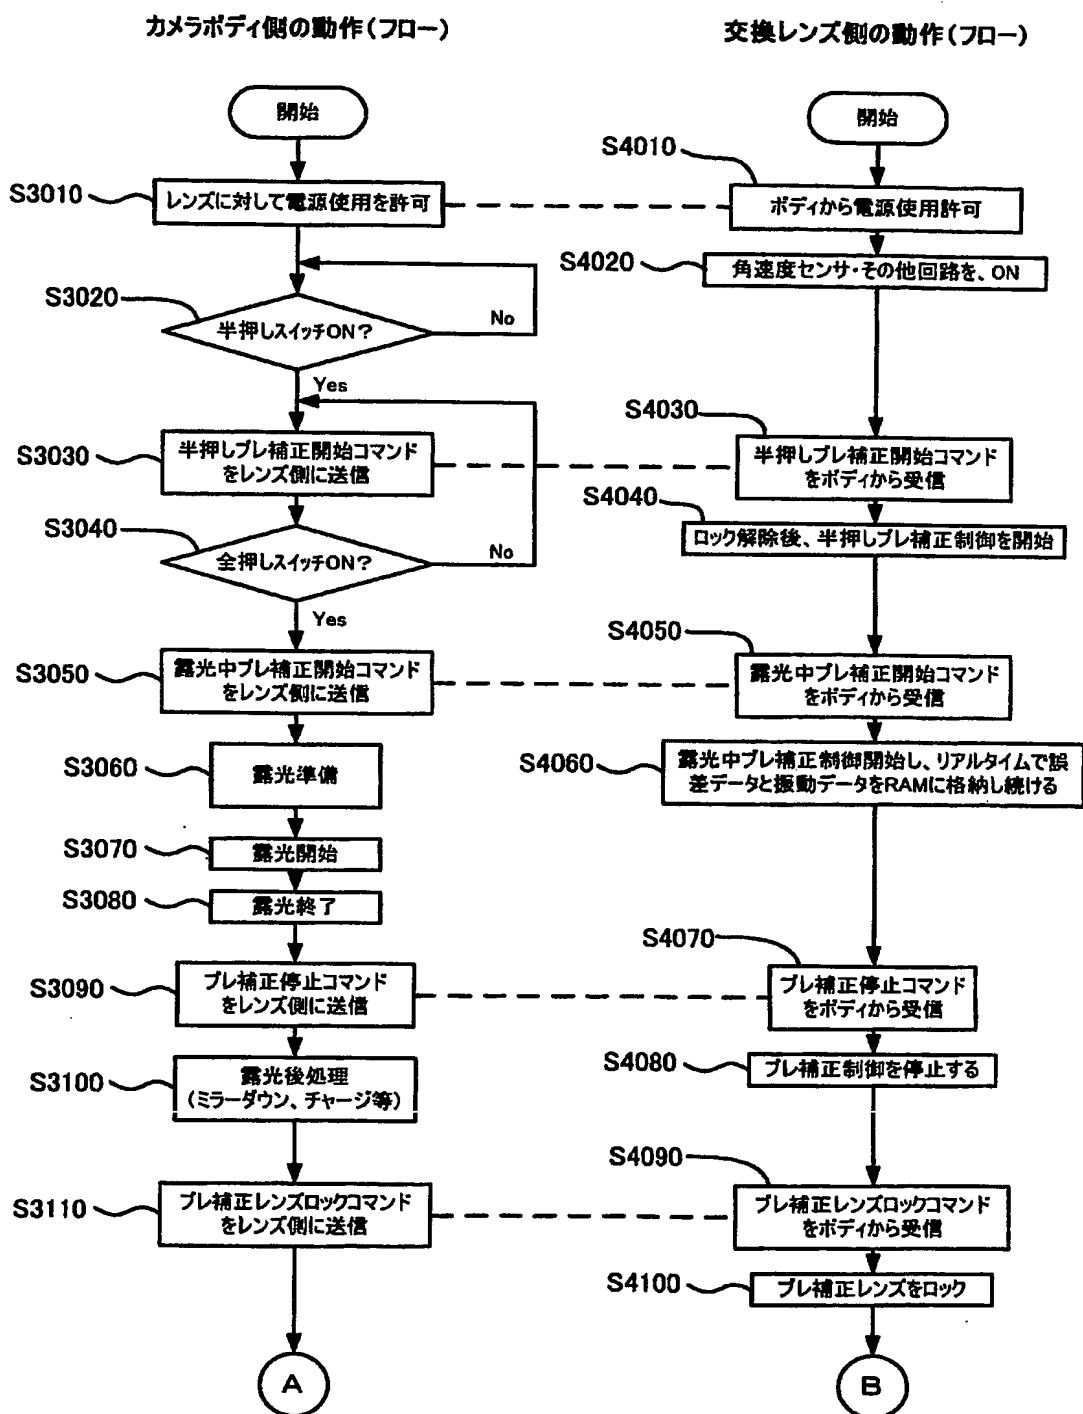 カメラボディ側の動作(フロー)
開始
S3010
レンズに対して電源使用を許可
S3020
半押しスイッチON?
No
Yes
S3030
半押しブレ補正開始コマンド
をレンズ側に送信
S3040
全押しスイッチON?
No
Yes
S3050
露光中ブレ補正開始コマンド
をレンズ側に送信
S3060
露光準備
S3070
露光開始
S3080
露光終了
S3090
ブレ補正停止コマンド
をレンズ側に送信
S3100
露光後処理
(ミラーダウン、チャージ等)
S3110
ブレ補正レンズロックコマンド
をレンズ側に送信
A
交換レンズ側の動作(フロー)
開始
S4010
ボディから電源使用許可
S4020
角速度センサ・その他回路を、ON
S4030
半押しブレ補正開始コマンド
をボディから受信
S4040
ロック解除後、半押しブレ補正制御を開始
S4050
露光中ブレ補正開始コマンド
をボディから受信
S4060
露光中ブレ補正制御開始し、リアルタイムで誤
差データと振動データをRAMに格納し続ける
S4070
ブレ補正停止コマンド
をボディから受信
S4080
ブレ補正制御を停止する
S4090
ブレ補正レンズロックコマンド
をボディから受信
S4100
ブレ補正レンズをロック
B